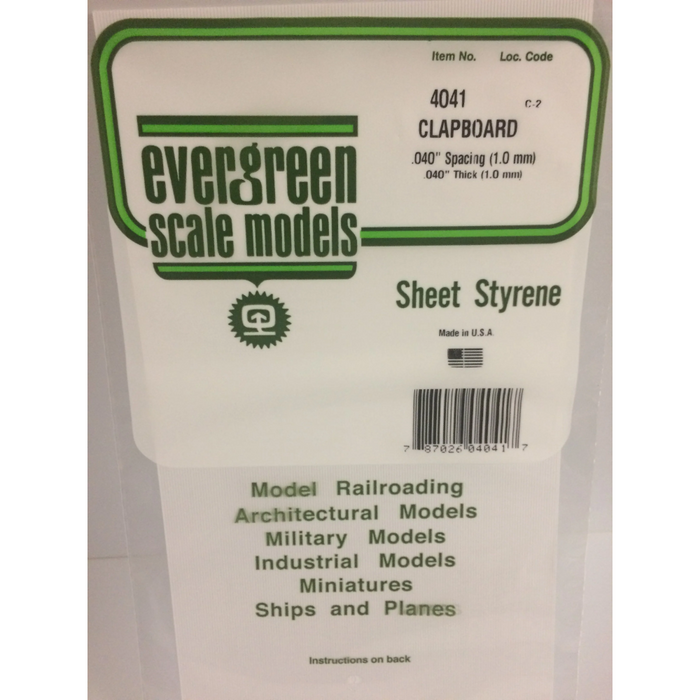 Item No. Loc. Code
4041 C-2
CLAPBOARD
.040" Spacing (1.0 mm)
.040" Thick (1.0 mm)
evergreen
scale models
Sheet Styrene
Made in U.S.A.
7 87026 04041 7
Model Railroading
Architectural Models
Military Models
Industrial Models
Miniatures
Ships and Planes
Instructions on back